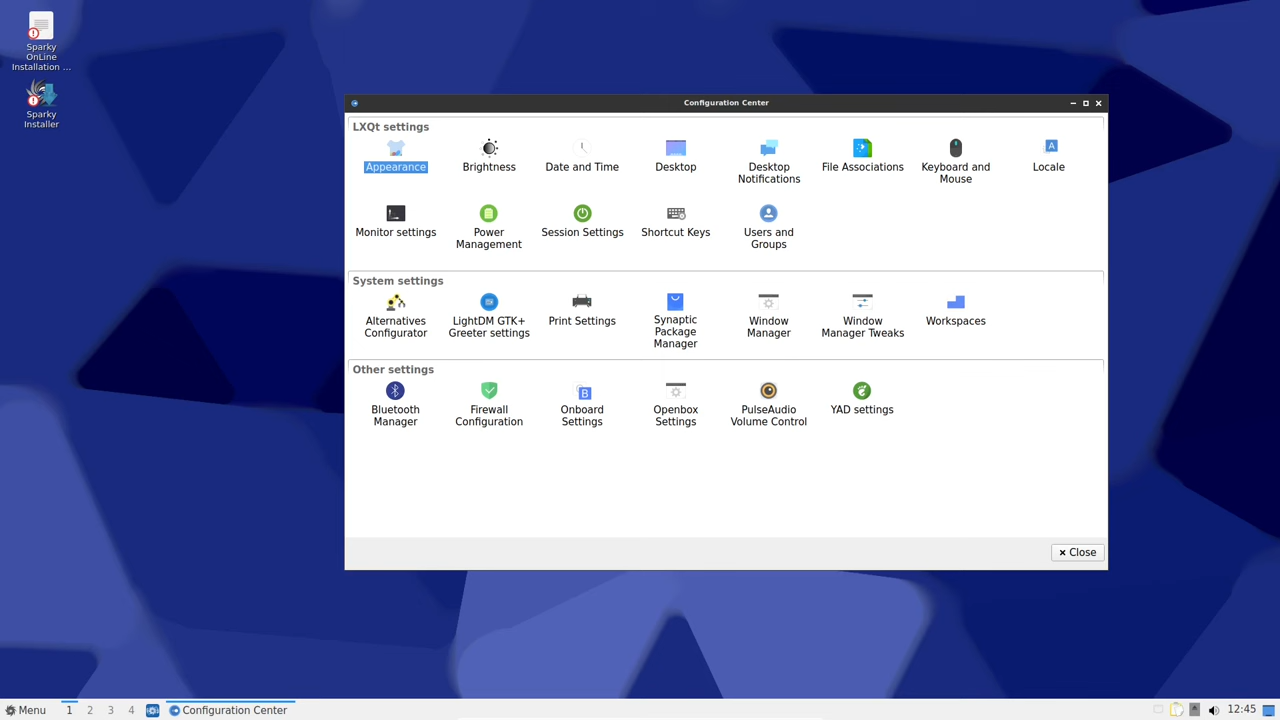 Sparky
OnLine
Installation ...
Sparky
Installer
Configuration Center
LXQt settings
Appearance
Brightness
Date and Time
Desktop
Desktop
Notifications
File Associations
Keyboard and
Mouse
A
Locale
Monitor settings
Power
Management
Session Settings
Shortcut Keys
Users and
Groups
System settings
Alternatives
Configurator
LightDM GTK+
Greeter settings
Print Settings
Synaptic
Package
Manager
Window
Manager
Window
Manager Tweaks
Workspaces
Other settings
Bluetooth
Manager
Firewall
Configuration
B
Onboard
Settings
Openbox
Settings
PulseAudio
Volume Control
YAD settings
Close
Menu
1
2
3
4
Configuration Center
12:45